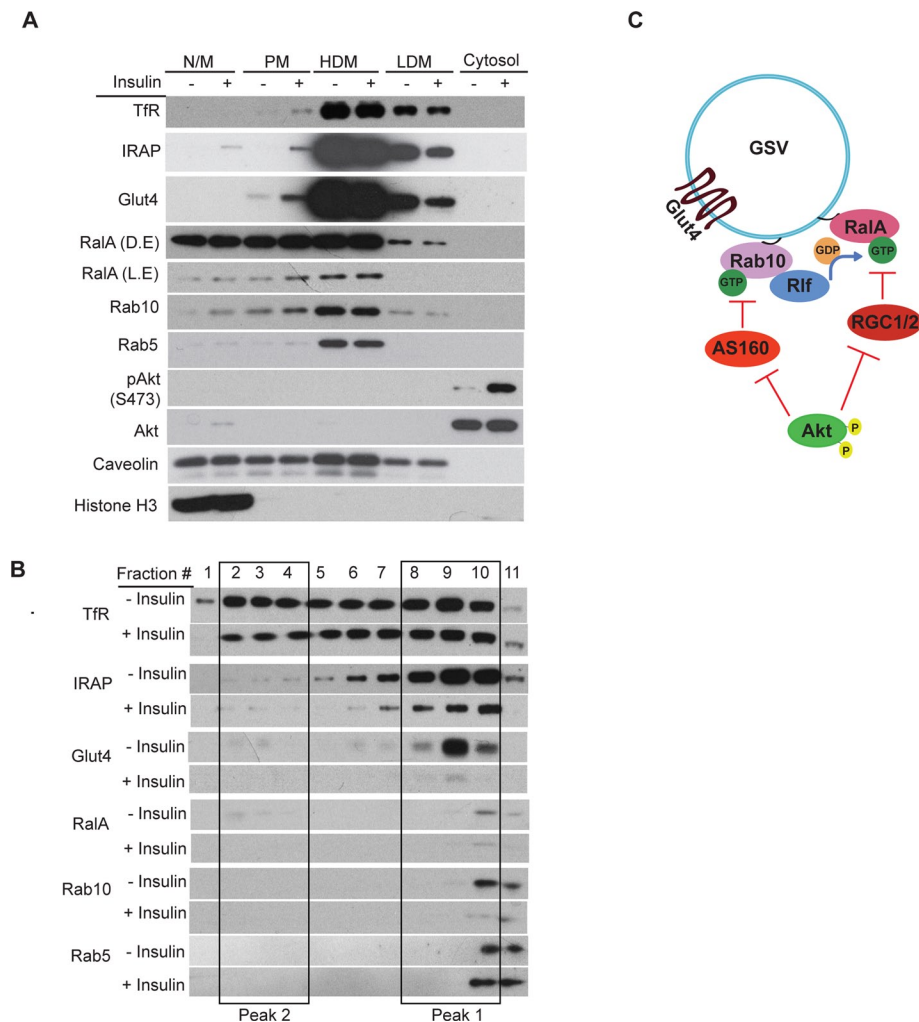 A
N/M PM HDM LDM Cytosol
Insulin - + - + - + - + - +
TfR
IRAP
Glut4
RalA (D.E)
RalA (L.E)
Rab10
Rab5
pAkt
(S473)
Akt
Caveolin
Histone H3
B
Fraction # 1 2 3 4 5 6 7 8 9 10 11
TfR
- Insulin
+ Insulin
IRAP
- Insulin
+ Insulin
Glut4
- Insulin
+ Insulin
RalA
- Insulin
+ Insulin
Rab10
- Insulin
+ Insulin
Rab5
- Insulin
+ Insulin
Peak 2 Peak 1
C
GSV
Glut4
RalA
GDP GTP
Rab10
GTP Rlf
RGC1/2
AS160
Akt P
P